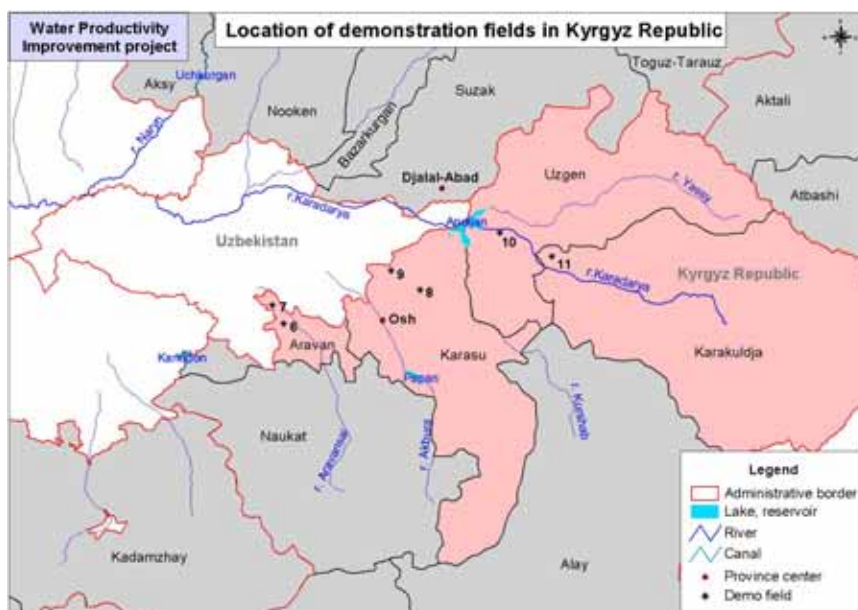 Water Productivity
Improvement project
Location of demonstration fields in Kyrgyz Republic
Toguz-Tarauz
Aksy
Uchkurgan
Suzak
Aktali
Nooken
Bazarkurgan
r. Narin
Djalal-Abad
Uzgen
r. Yassy
Atbashi
r.Karadarya
Andijan
Uzbekistan
10
11
9
Kyrgyz Republic
r.Karadarya
8
7
6
Osh
Aravan
Karasu
Karakuldja
Papan
r. Kurshab
Naukat
r. Aravansai
r. Akbura
Legend
Administrative border
Lake, reservoir
River
Canal
Province center
Demo field
Kadamzhay
Alay